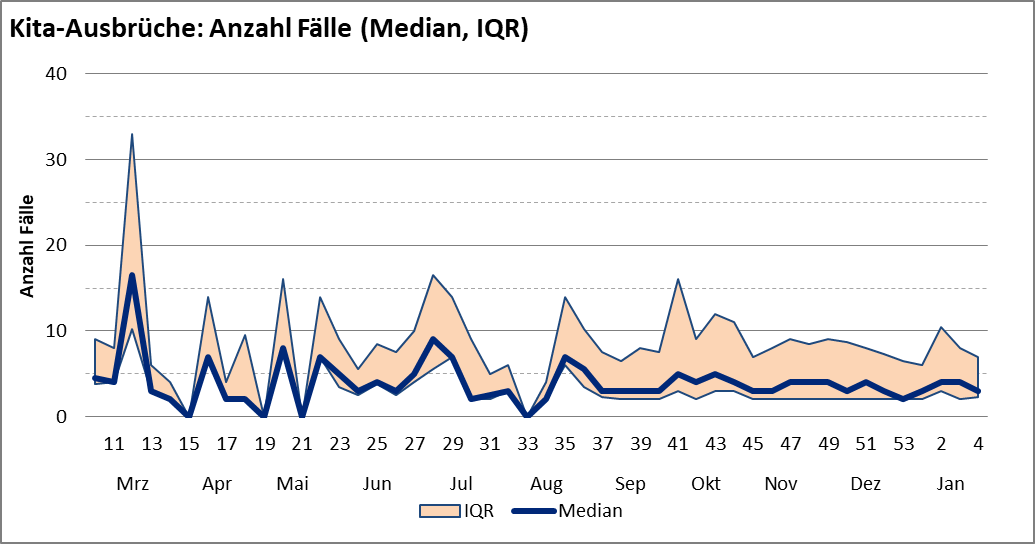 Kita-Ausbrüche: Anzahl Fälle (Median, IQR)
40
30
20
10
0
Anzahl Fälle
11 13 15 17 19 21 23 25 27 29 31 33 35 37 39 41 43 45 47 49 51 53 2 4
Mrz Apr Mai Jun Jul Aug Sep Okt Nov Dez Jan
IQR Median